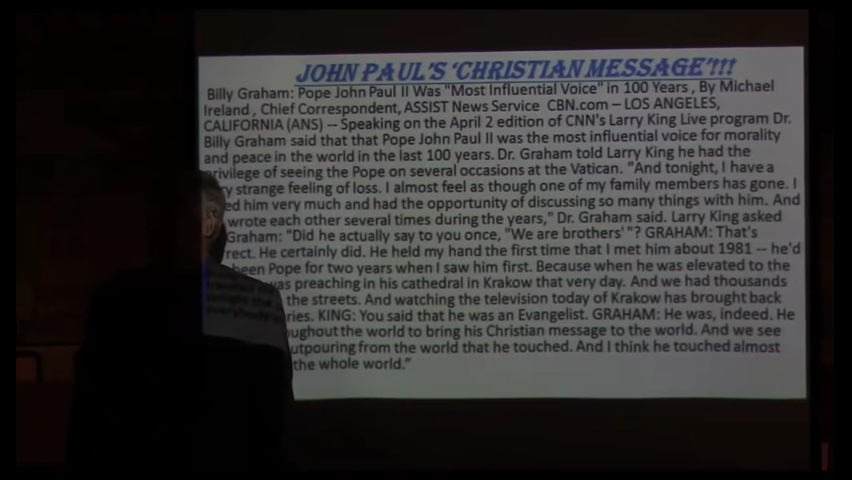 JOHN PAUL'S 'CHRISTIAN MESSAGE'!!!
Billy Graham: Pope John Paul II Was "Most Influential Voice" in 100 Years , By Michael
Ireland , Chief Correspondent, ASSIST News Service CBN.com – LOS ANGELES,
CALIFORNIA (ANS) -- Speaking on the April 2 edition of CNN's Larry King Live program Dr.
Billy Graham said that that Pope John Paul II was the most influential voice for morality
and peace in the world in the last 100 years. Dr. Graham told Larry King he had the
privilege of seeing the Pope on several occasions at the Vatican. "And tonight, I have a
strange feeling of loss. I almost feel as though one of my family members has gone. I
him very much and had the opportunity of discussing so many things with him. And
wrote each other several times during the years," Dr. Graham said. Larry King asked
Graham: "Did he actually say to you once, "We are brothers'"? GRAHAM: That's
He certainly did. He held my hand the first time that I met him about 1981 -- he'd
been Pope for two years when I saw him first. Because when he was elevated to the
was preaching in his cathedral in Krakow that very day. And we had thousands
the streets. And watching the television today of Krakow has brought back
KING: You said that he was an Evangelist. GRAHAM: He was, indeed. He
the world to bring his Christian message to the world. And we see
from the world that he touched. And I think he touched almost
the whole world."